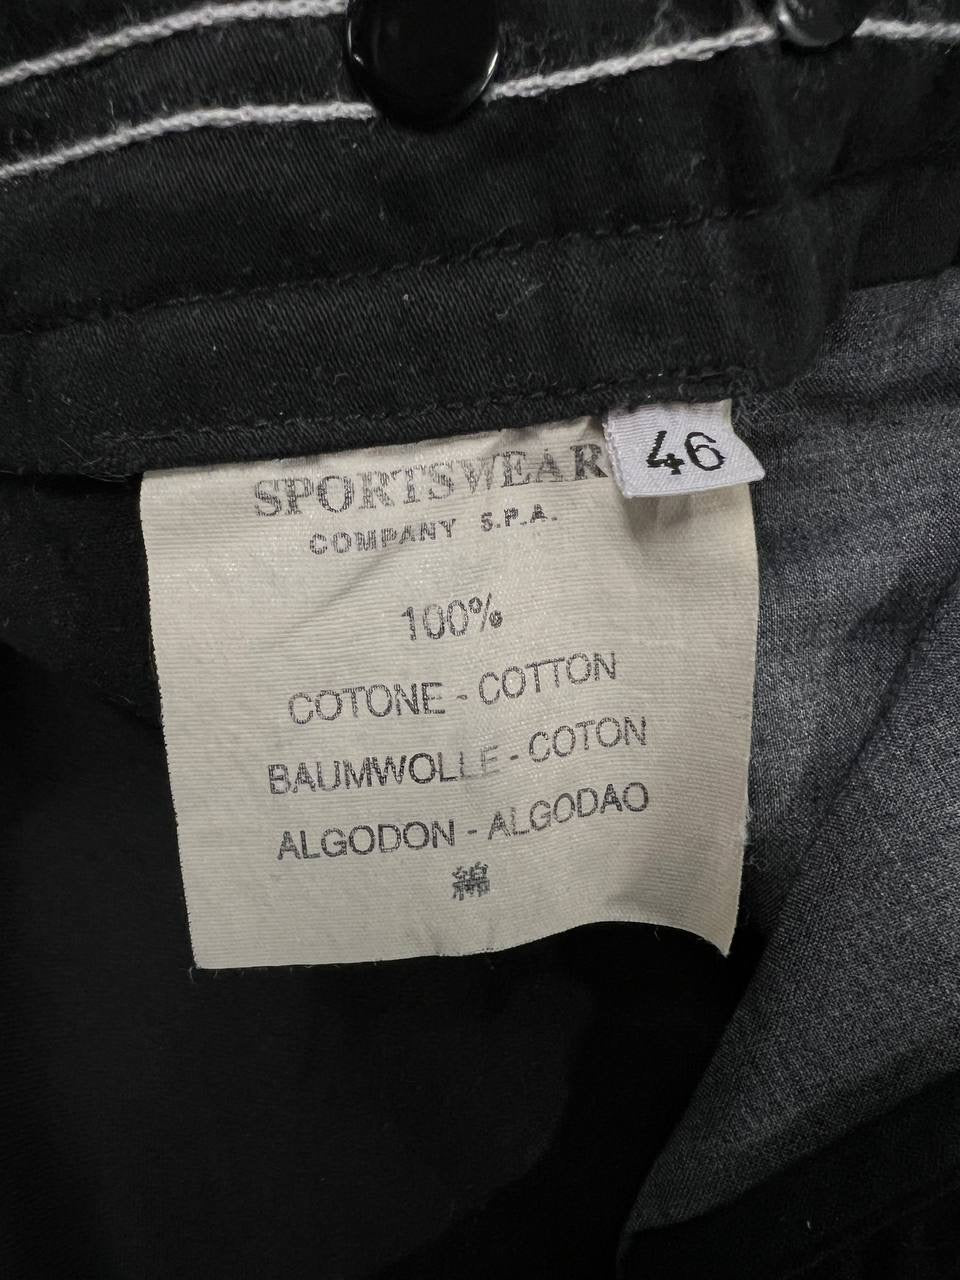 46
SPORTSWEAR
COMPANY S.P.A.
100%
COTONE - COTTON
BAUMWOLLE - COTON
ALGODON - ALGODAO
綿